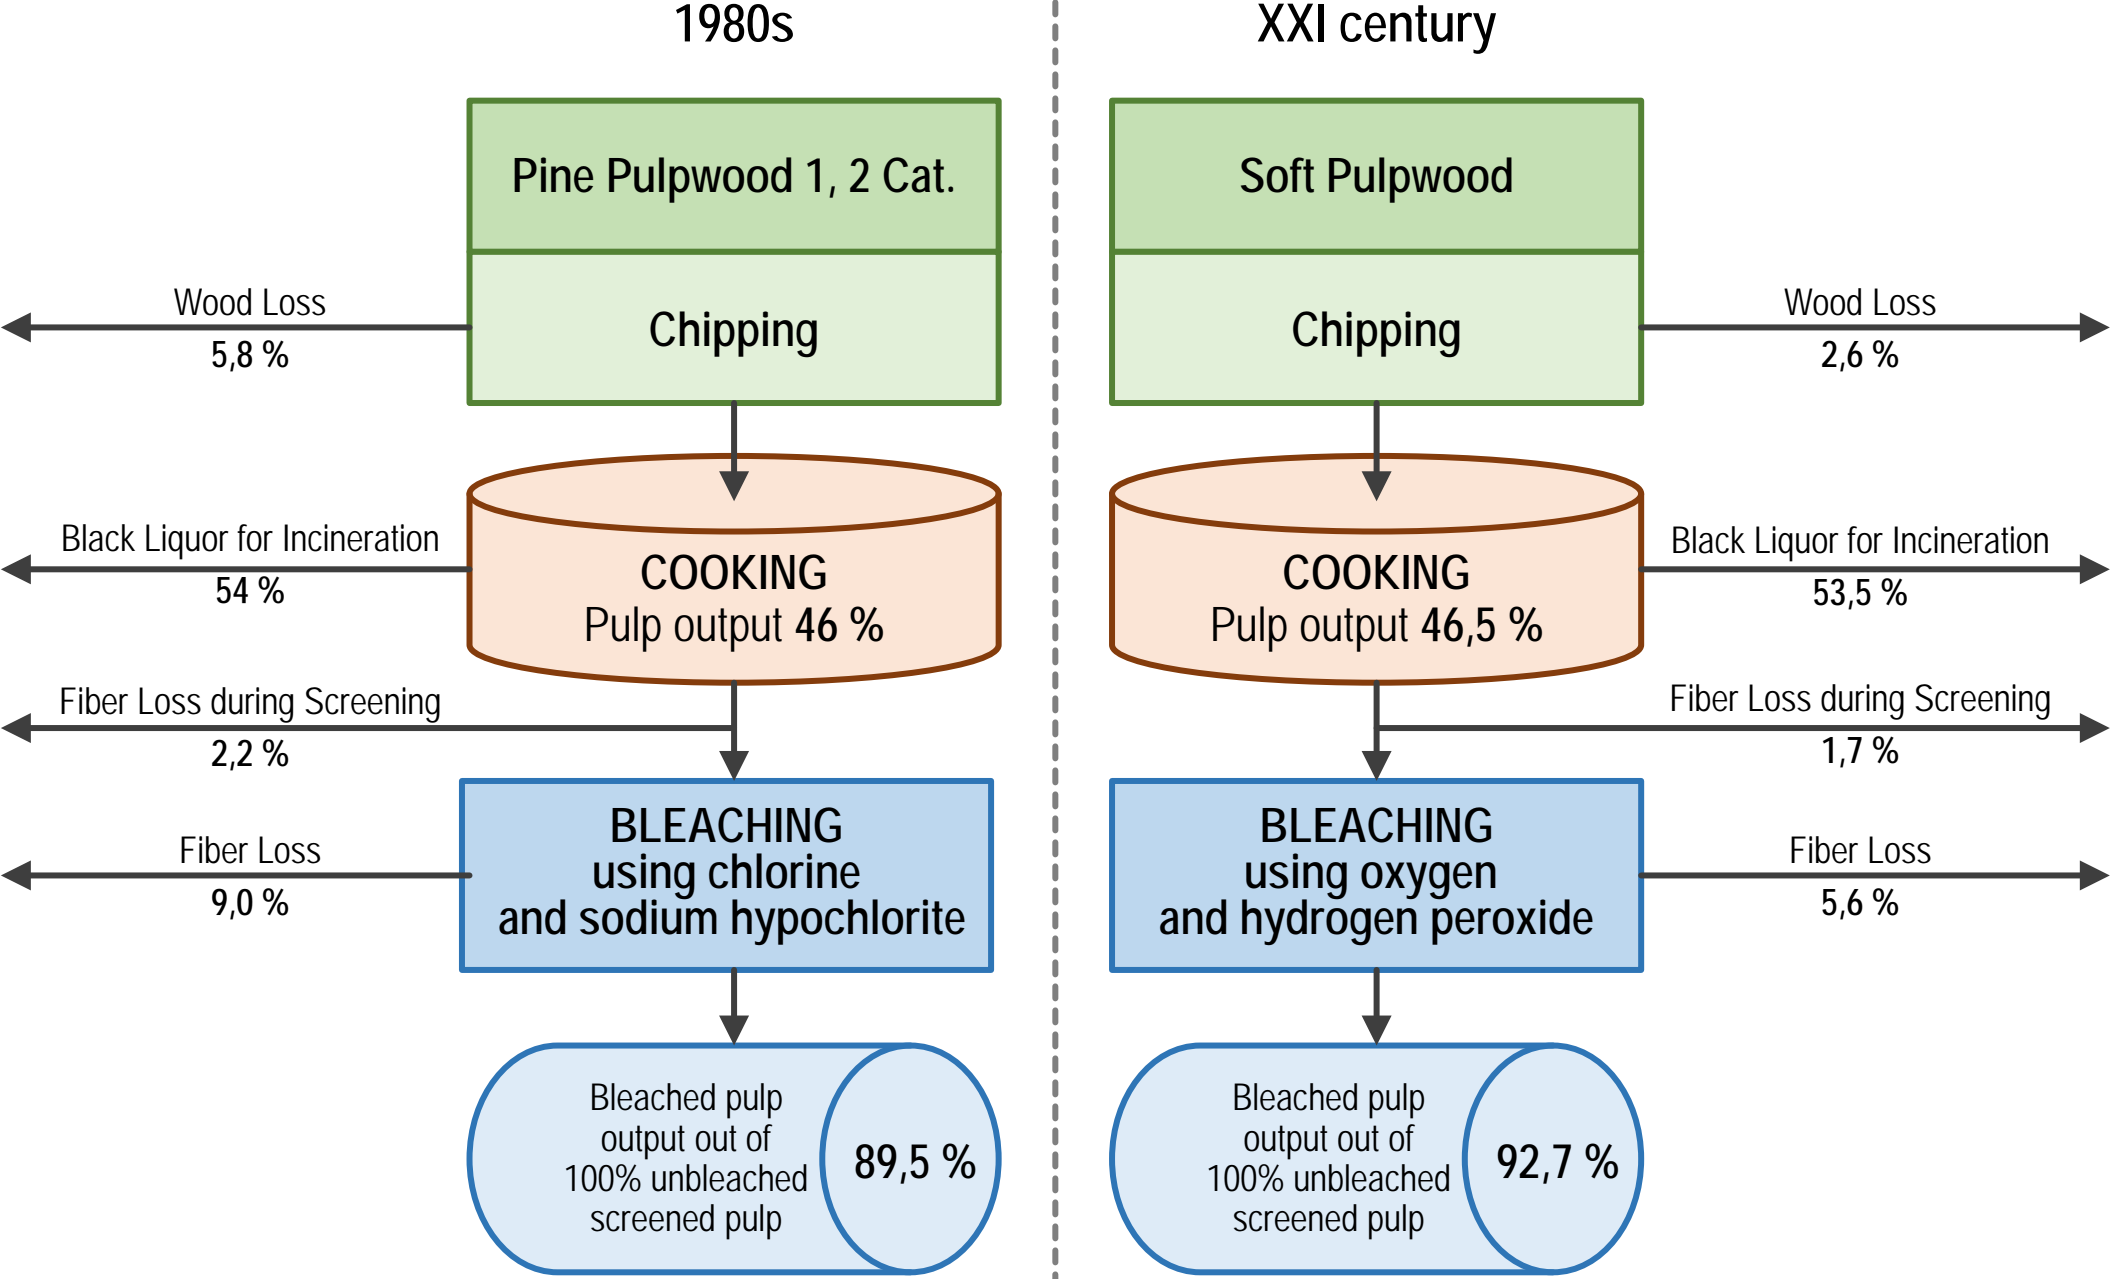 1980s
Pine Pulpwood 1, 2 Cat.
Wood Loss
5,8 %
Chipping
Black Liquor for Incineration
54 %
COOKING
Pulp output 46 %
Fiber Loss during Screening
2,2 %
BLEACHING
using chlorine
and sodium hypochlorite
Fiber Loss
9,0 %
Bleached pulp
output out of
100% unbleached
screened pulp
89,5 %
XXI century
Soft Pulpwood
Chipping
Wood Loss
2,6 %
COOKING
Pulp output 46,5 %
Black Liquor for Incineration
53,5 %
Fiber Loss during Screening
1,7 %
BLEACHING
using oxygen
and hydrogen peroxide
Fiber Loss
5,6 %
Bleached pulp
output out of
100% unbleached
screened pulp
92,7 %